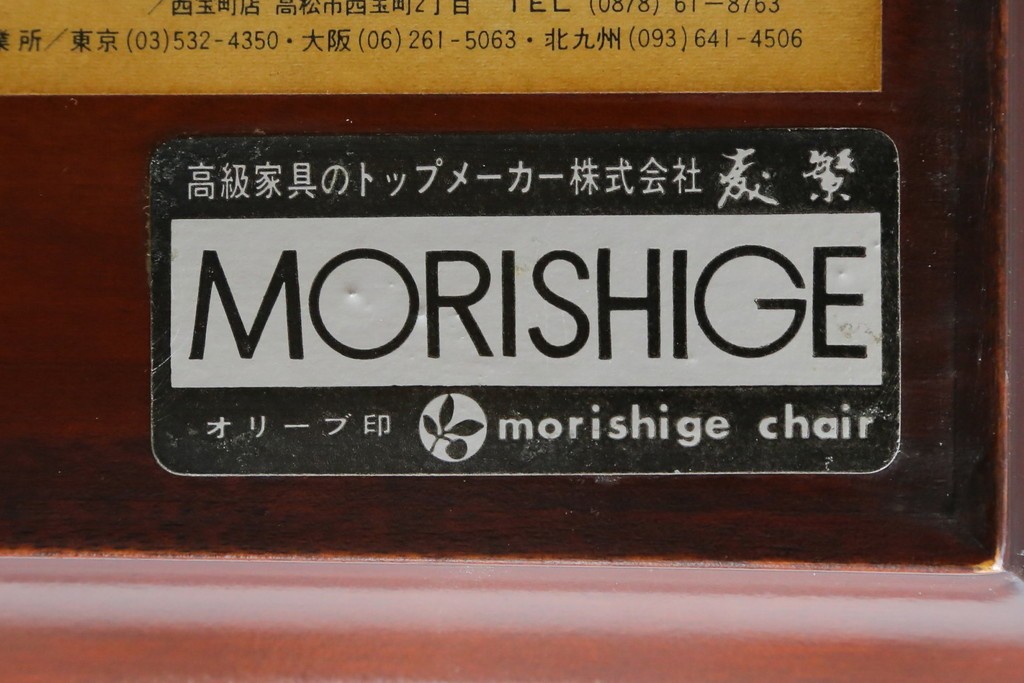 ／西宝町店 高松市西宝町2丁目 TEL (0878) 61-8763
業所／東京(03)532-4350・大阪(06)261-5063・北九州(093)641-4506
高級家具のトップメーカー株式会社 森繁
MORISHIGE
オリーブ印 morishige chair